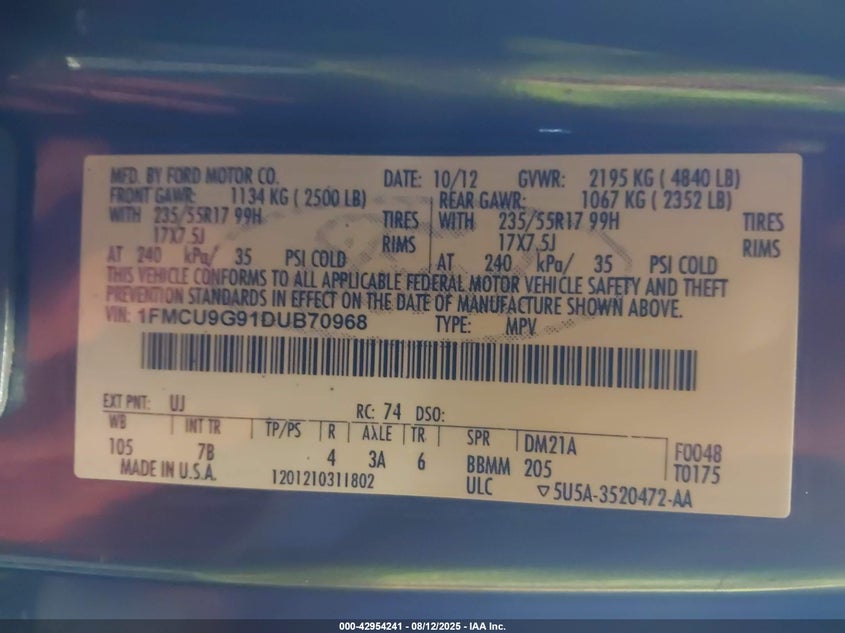 MFD. BY FORD MOTOR CO. DATE: 10/12 GVWR: 2195 KG ( 4840 LB)
FRONT GAWR: 1134 KG ( 2500 LB) REAR GAWR: 1067 KG ( 2352 LB)
WITH 235/55R17 99H TIRES WITH 235/55R17 99H TIRES
17X7.5J RIMS 17X7.5J RIMS
AT 240 kPa/ 35 PSI COLD AT 240 kPa/ 35 PSI COLD
THIS VEHICLE CONFORMS TO ALL APPLICABLE FEDERAL MOTOR VEHICLE SAFETY AND THEFT
PREVENTION STANDARDS IN EFFECT ON THE DATE OF MANUFACTURE SHOWN ABOVE.
VIN: 1FMCU9G91DUB70968 TYPE: MPV
EXT PNT: UJ RC: 74 DSO:
WB INT TR TP/PS R AXLE TR SPR DM21A F0048
105 7B 4 3A 6 BBMM 205 T0175
MADE IN U.S.A. 1201210311802 ULC ▽5U5A-3520472-AA
000-42954241 - 08/12/2025 - IAA Inc.